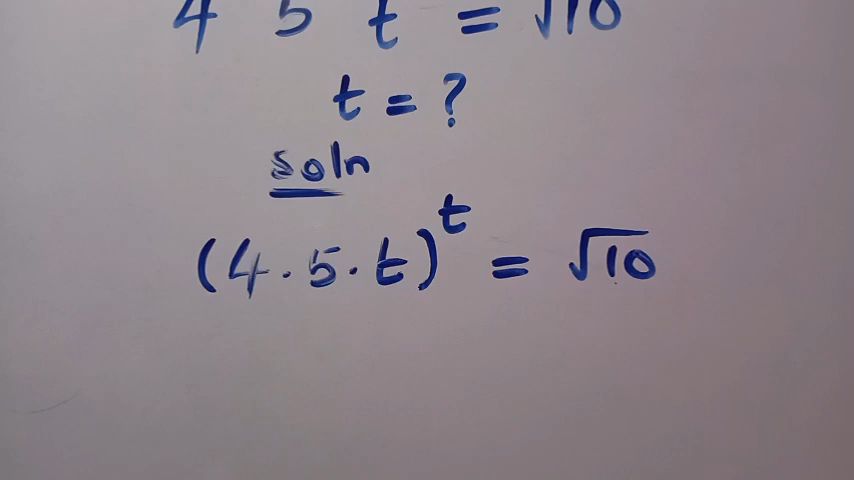 4 5 t = √10
t = ?
soln
(4 . 5 . t)^t = √10